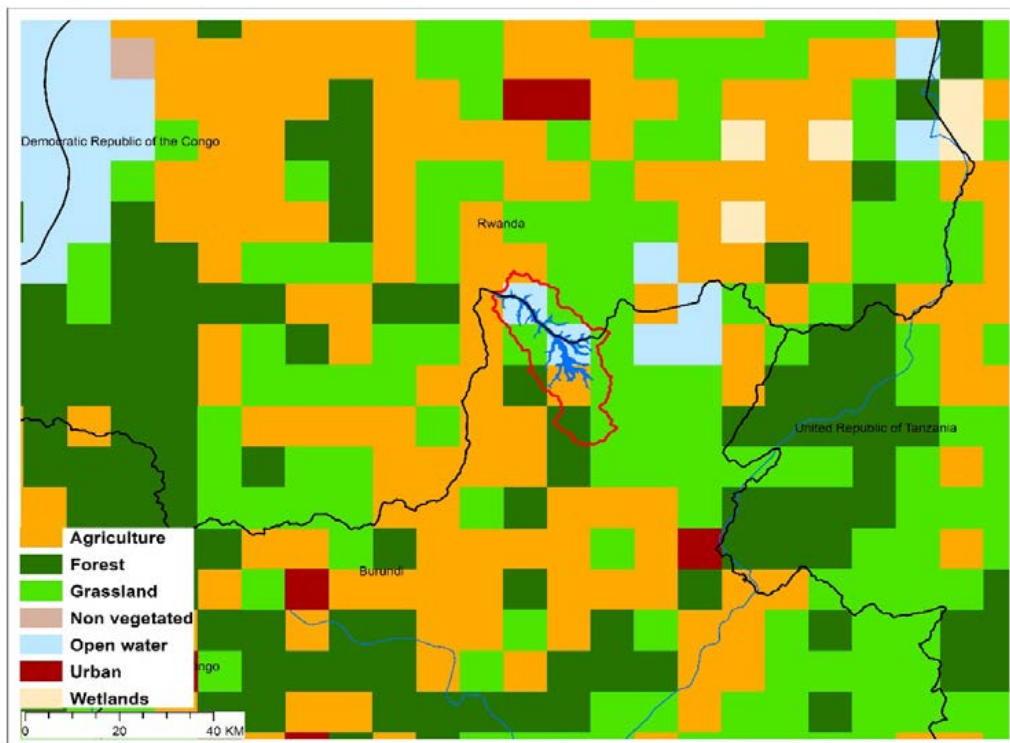 Democratic Republic of the Congo
Rwanda
United Republic of Tanzania
Burundi
Agriculture
Forest
Grassland
Non vegetated
Open water
Urban
Wetlands
ngo
0 20 40 KM